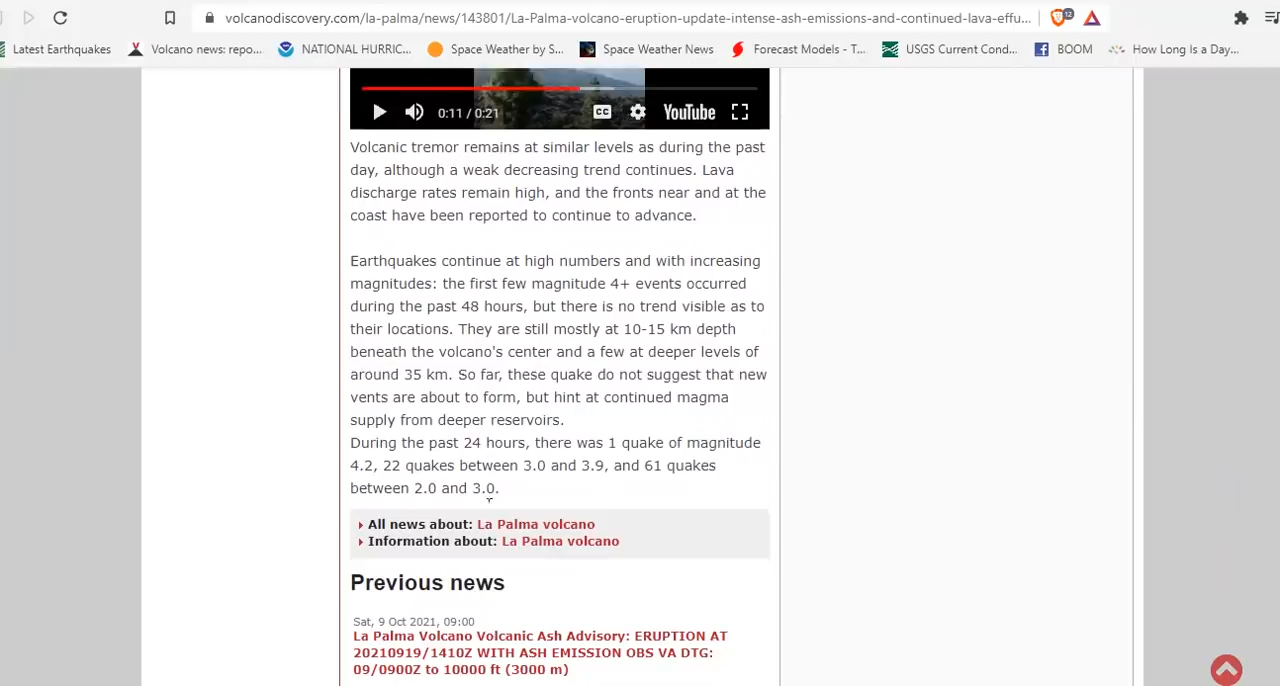 volcanodiscovery.com/la-palma/news/143801/La-Palma-volcano-eruption-update-intense-ash-emissions-and-continued-lava-effu...
12
Latest Earthquakes
Volcano news: repo...
NATIONAL HURRIC...
Space Weather by S...
Space Weather News
Forecast Models - T...
USGS Current Cond...
BOOM
How Long Is a Day...
0:11 / 0:21
CC
YouTube
Volcanic tremor remains at similar levels as during the past
day, although a weak decreasing trend continues. Lava
discharge rates remain high, and the fronts near and at the
coast have been reported to continue to advance.
Earthquakes continue at high numbers and with increasing
magnitudes: the first few magnitude 4+ events occurred
during the past 48 hours, but there is no trend visible as to
their locations. They are still mostly at 10-15 km depth
beneath the volcano's center and a few at deeper levels of
around 35 km. So far, these quake do not suggest that new
vents are about to form, but hint at continued magma
supply from deeper reservoirs.
During the past 24 hours, there was 1 quake of magnitude
4.2, 22 quakes between 3.0 and 3.9, and 61 quakes
between 2.0 and 3.0.
All news about: La Palma volcano
Information about: La Palma volcano
Previous news
Sat, 9 Oct 2021, 09:00
La Palma Volcano Volcanic Ash Advisory: ERUPTION AT
20210919/1410Z WITH ASH EMISSION OBS VA DTG:
09/0900Z to 10000 ft (3000 m)